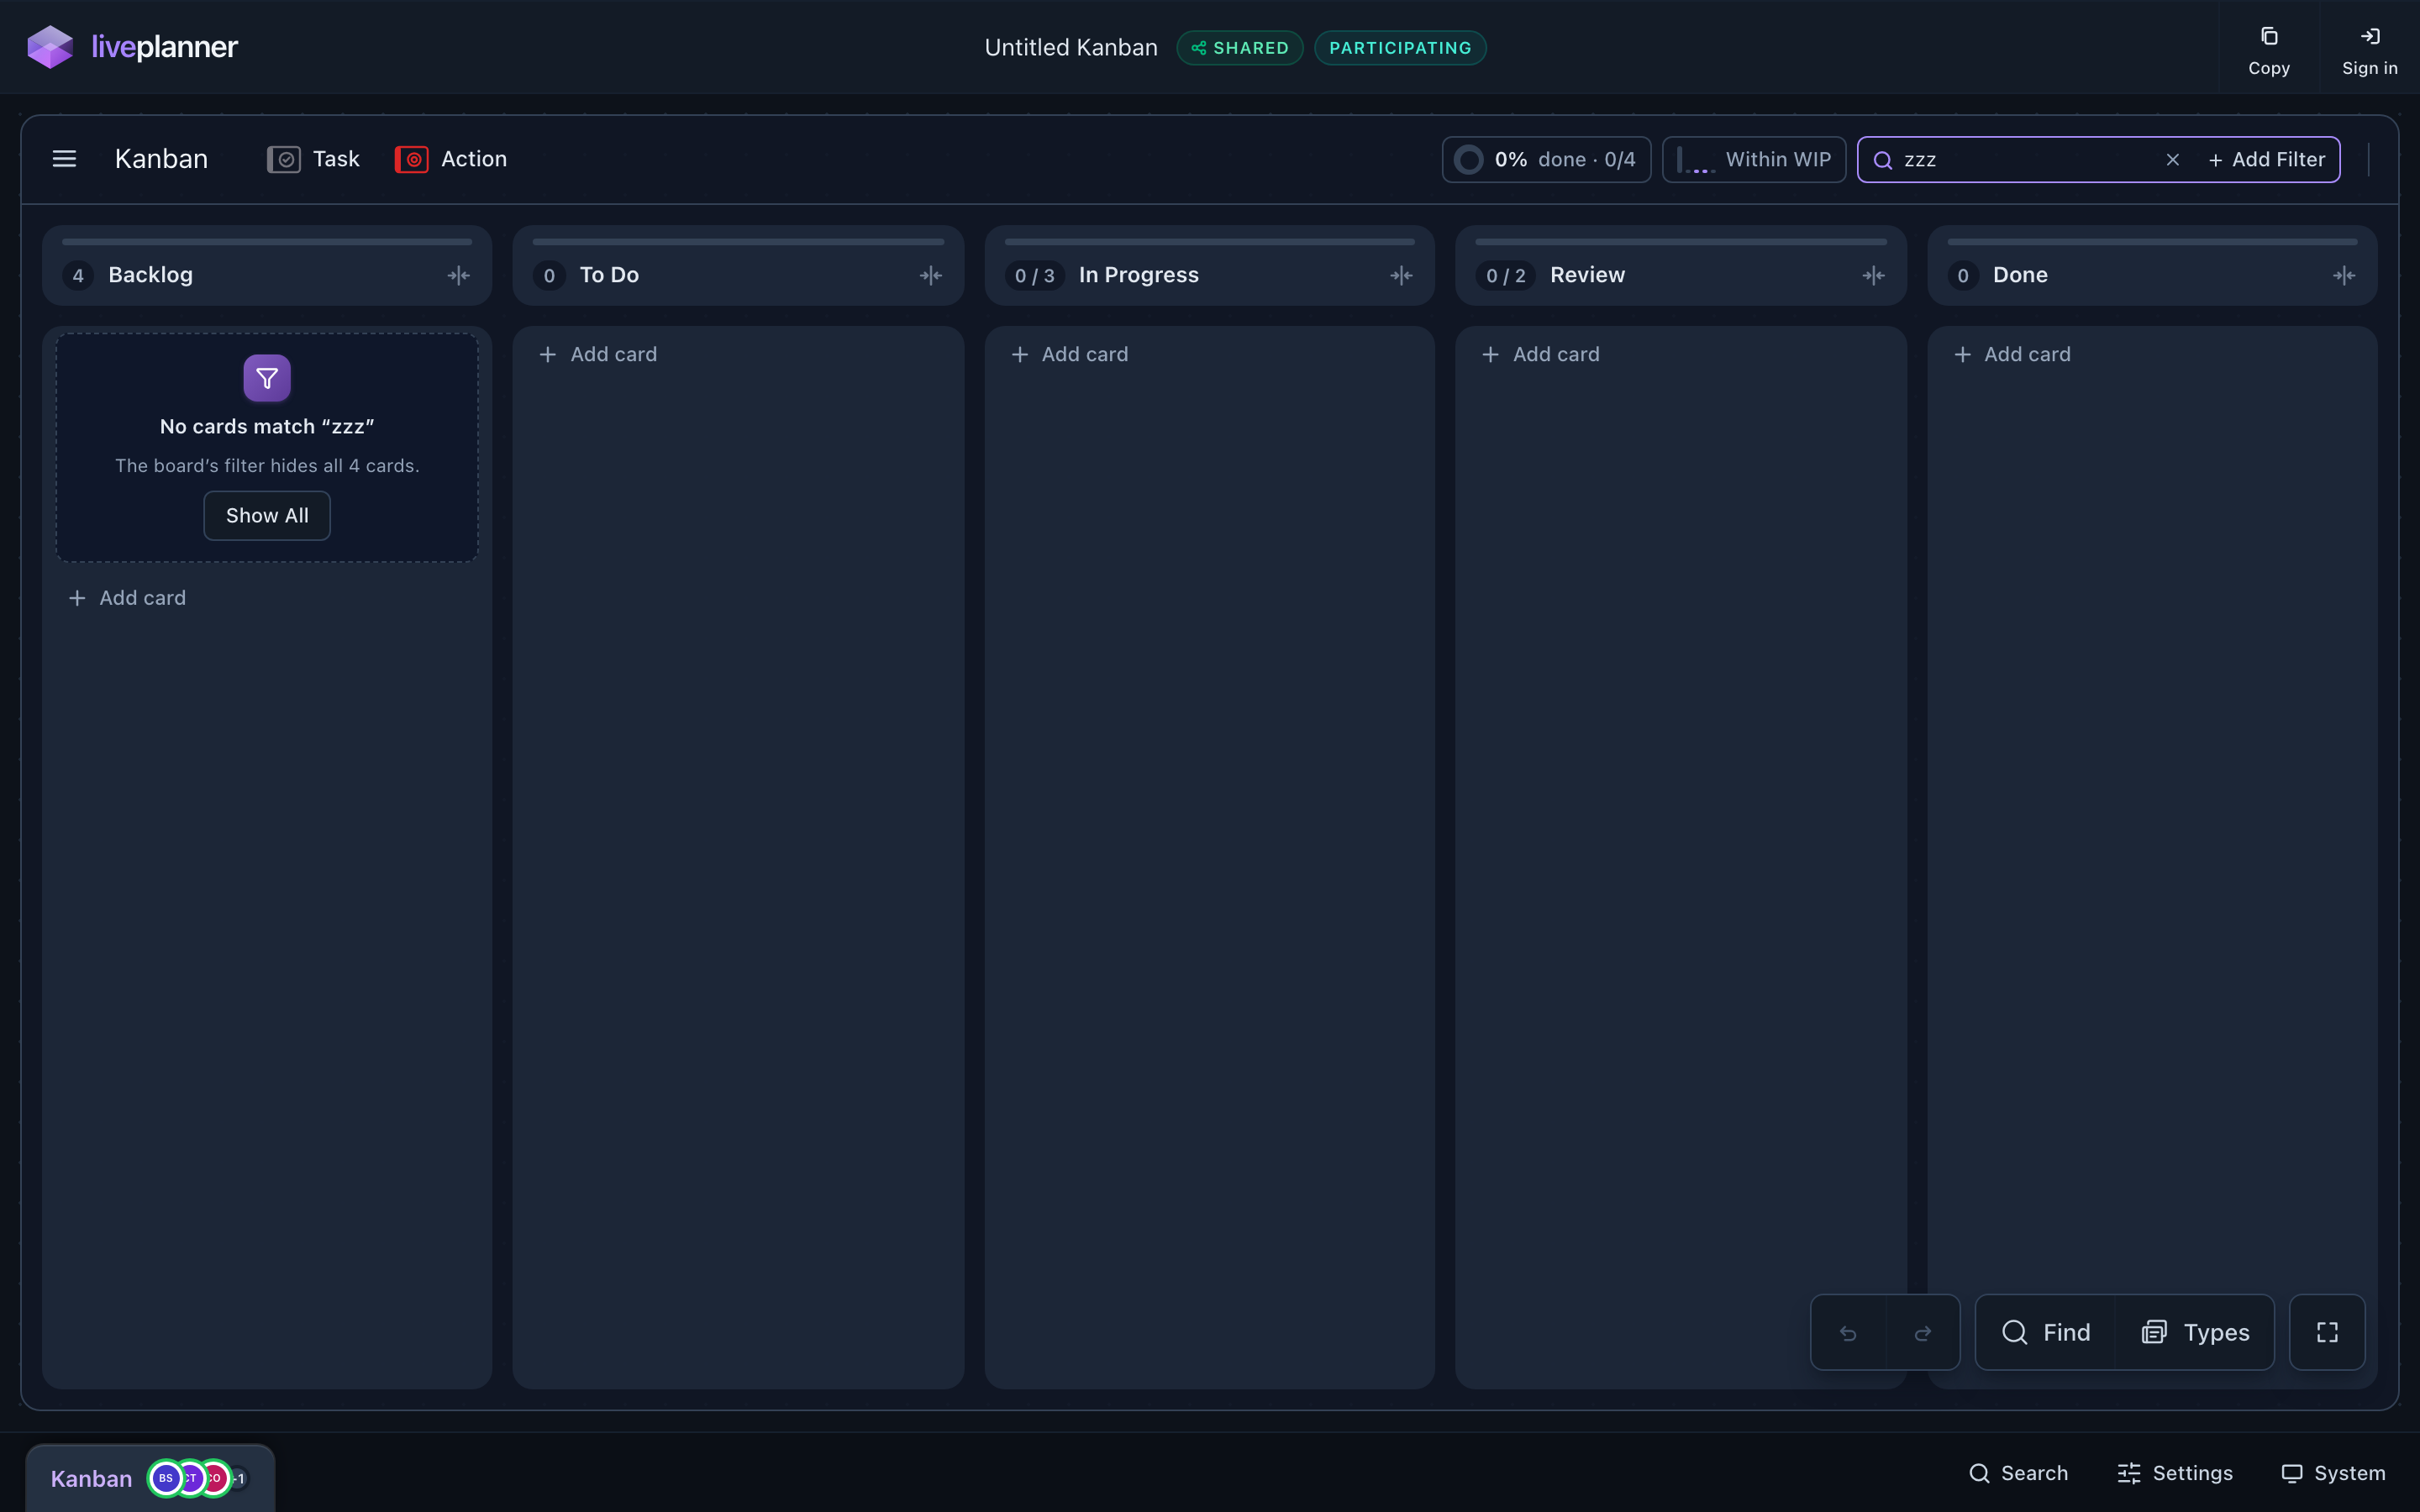 liveplanner
Untitled Kanban SHARED PARTICIPATING
Copy
Sign in
Kanban Task Action
0% done · 0/4 Within WIP zzz + Add Filter
4 Backlog
0 To Do
0 / 3 In Progress
0 / 2 Review
0 Done
No cards match “zzz”
The board’s filter hides all 4 cards.
Show All
+ Add card
+ Add card
+ Add card
+ Add card
+ Add card
Find Types
Kanban BS CT CO
Search Settings System